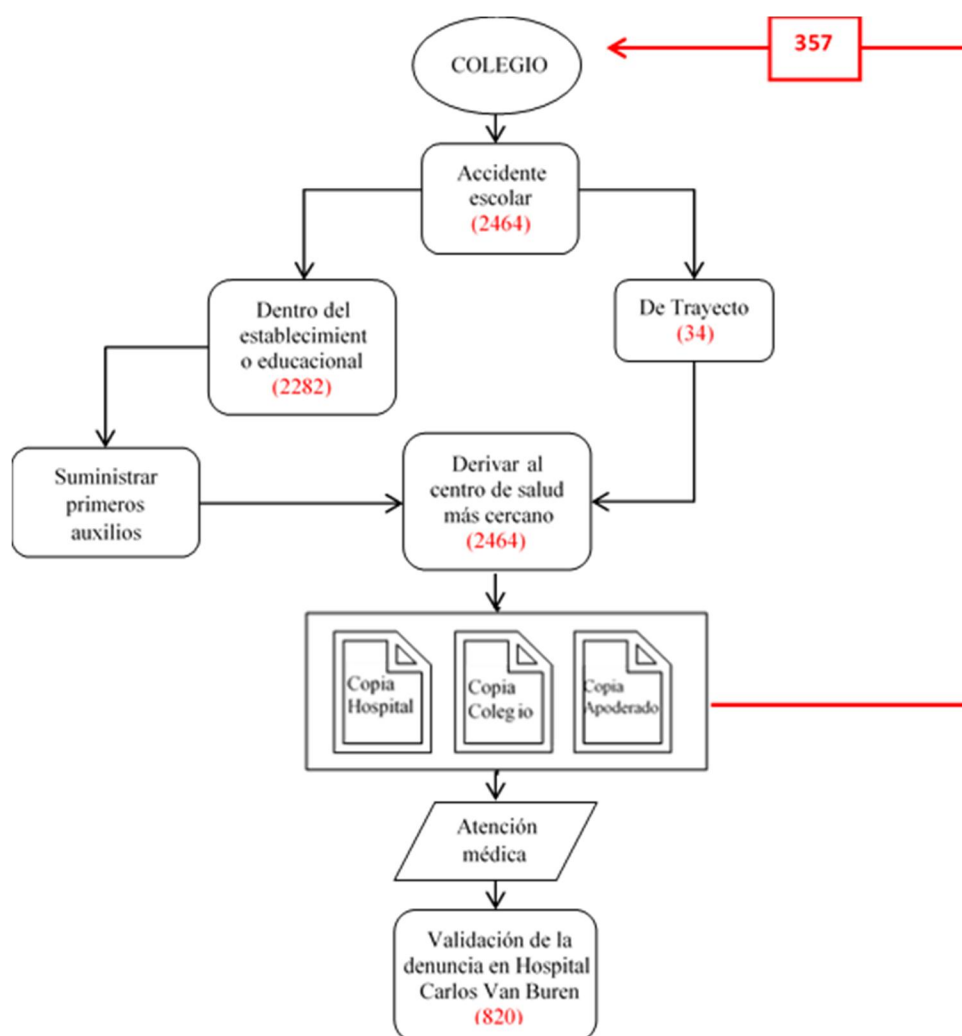 COLEGIO
357
Accidente
escolar
(2464)
Dentro del
establecimient
o educacional
(2282)
De Trayecto
(34)
Suministrar
primeros
auxilios
Derivar al
centro de salud
más cercano
(2464)
Copia
Hospital
Copia
Colegio
Copia
Apoderado
Atención
médica
Validación de la
denuncia en Hospital
Carlos Van Buren
(820)